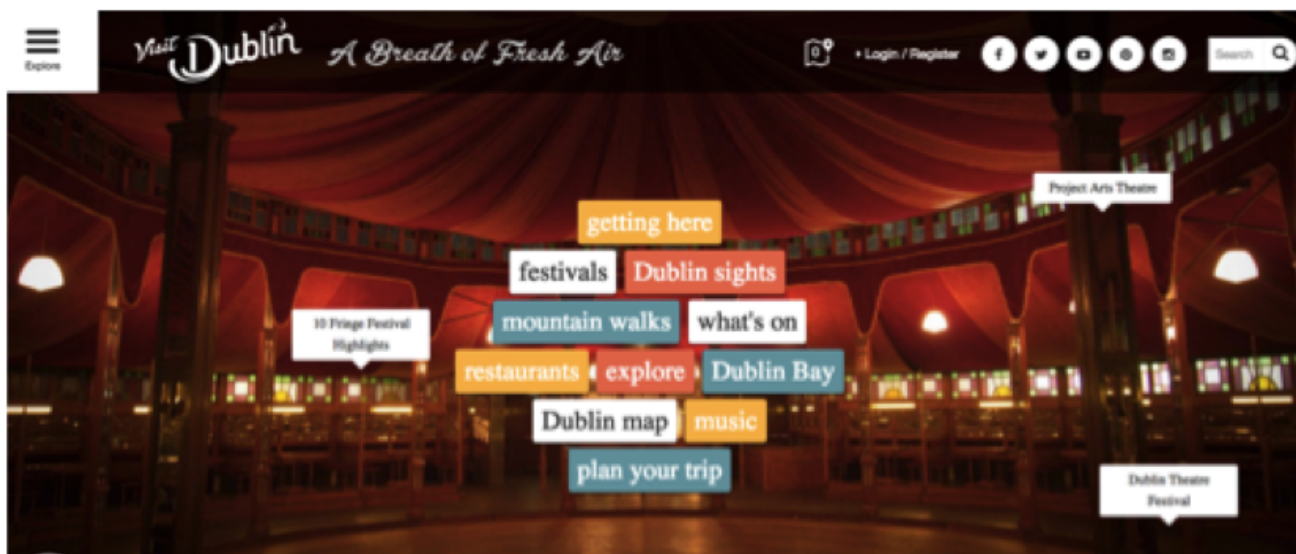 Explore
Visit Dublin
A Breath of Fresh Air
0
Login / Register
Search
Project Arts Theatre
getting here
festivals Dublin sights
mountain walks what's on
10 Fringe Festival
Highlights
restaurants explore Dublin Bay
Dublin map music
plan your trip
Dublin Theatre
Festival